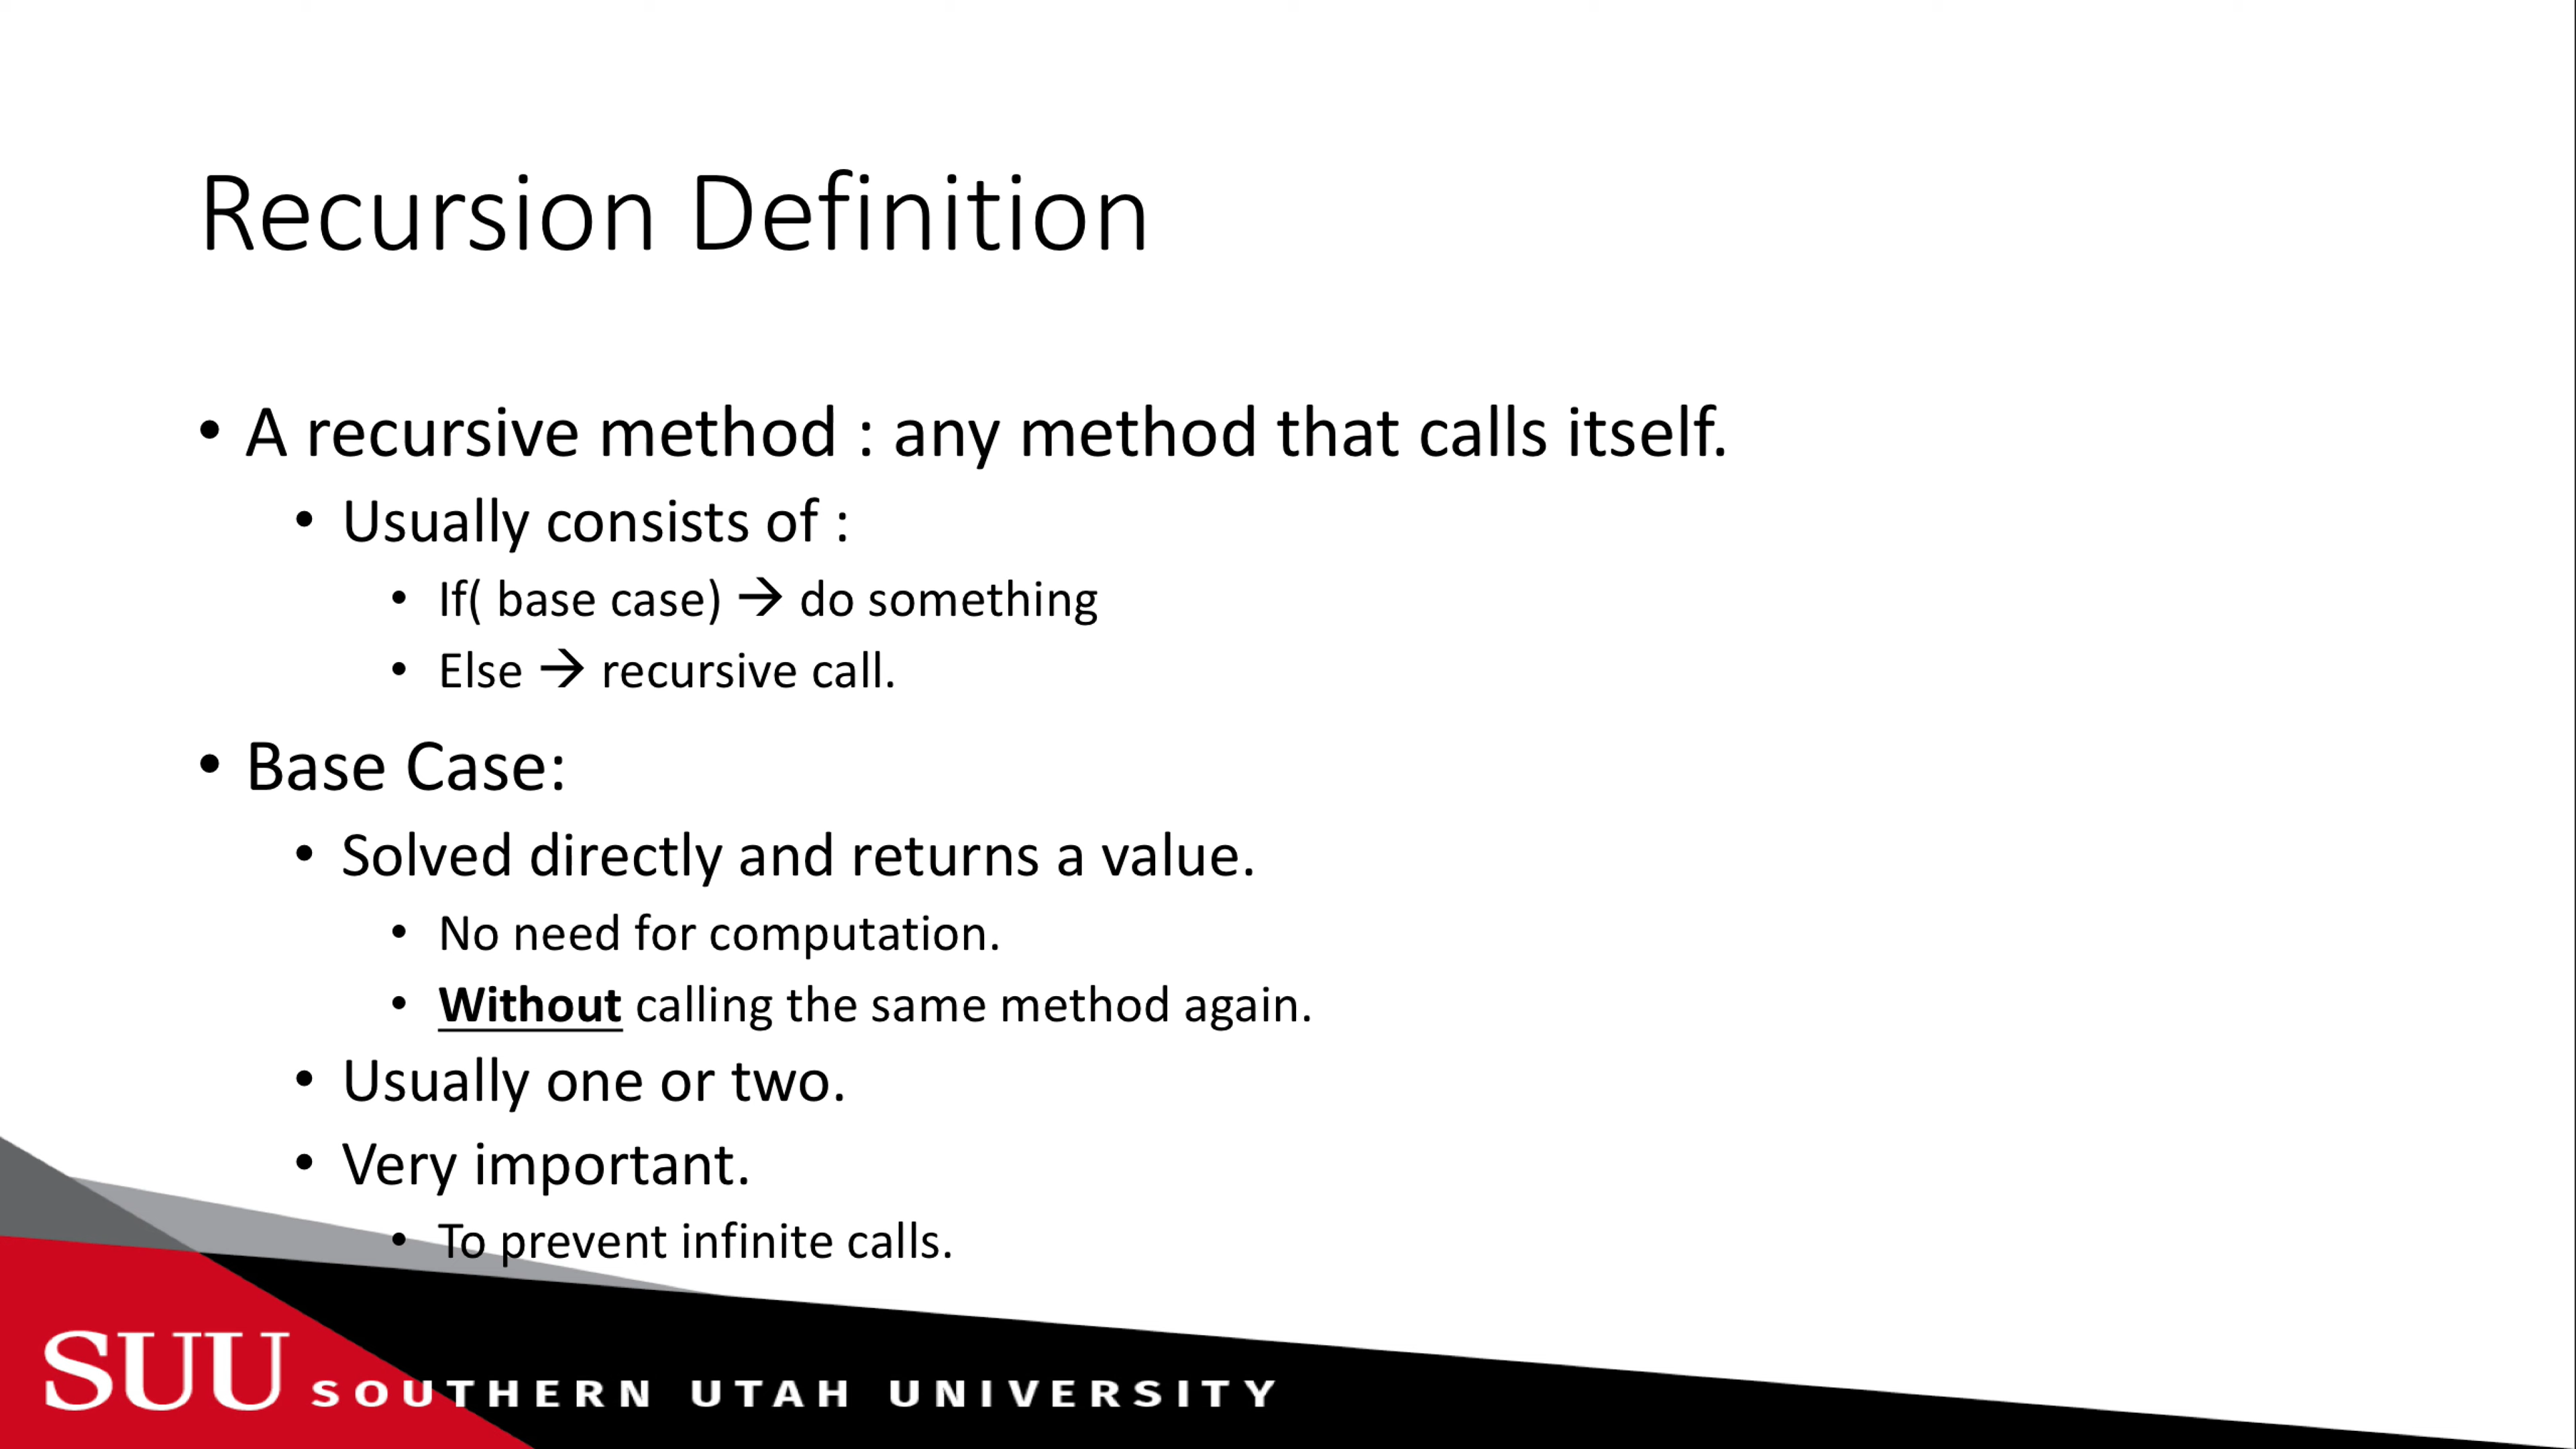 Recursion Definition
• A recursive method : any method that calls itself.
• Usually consists of :
• If( base case) → do something
• Else → recursive call.
• Base Case:
• Solved directly and returns a value.
• No need for computation.
• Without calling the same method again.
• Usually one or two.
• Very important.
• To prevent infinite calls.
SUU SOUTHERN UTAH UNIVERSITY